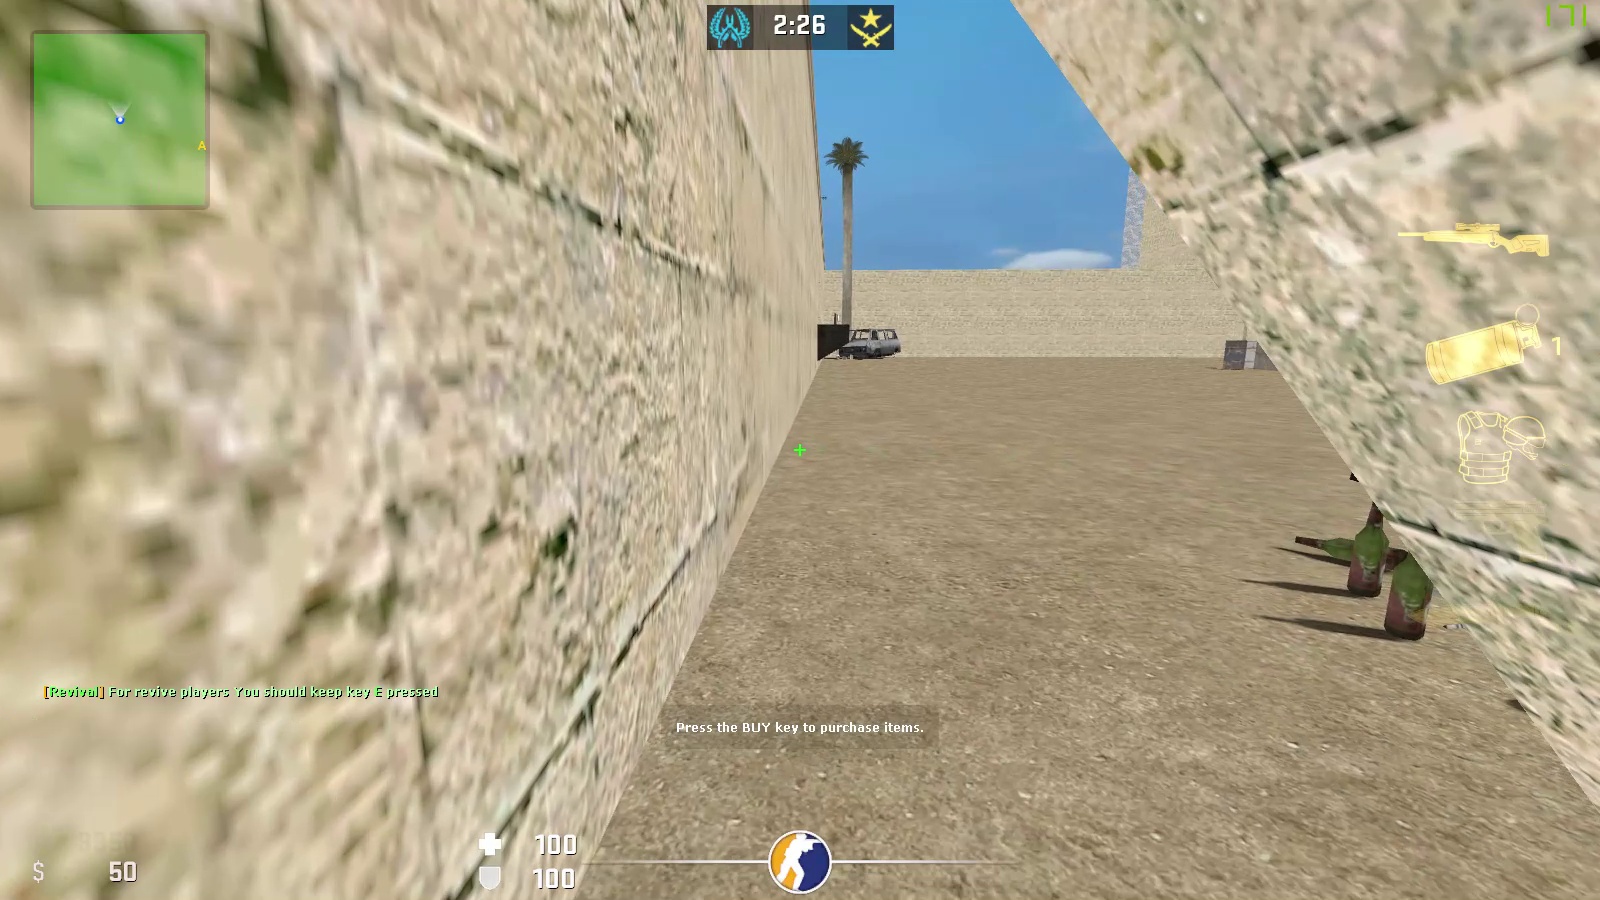 2:26
A
1
[Revival] For revive players You should keep key E pressed
Press the BUY key to purchase items.
100
$ 50
100